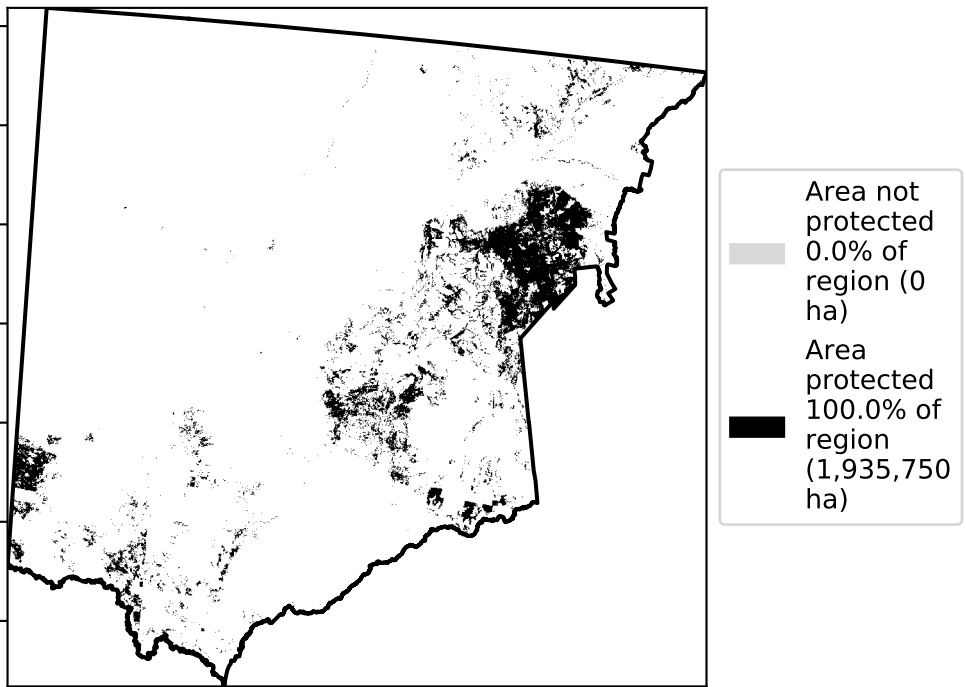 Area not
protected
0.0% of
region (0
ha)
Area
protected
100.0% of
region
(1,935,750
ha)